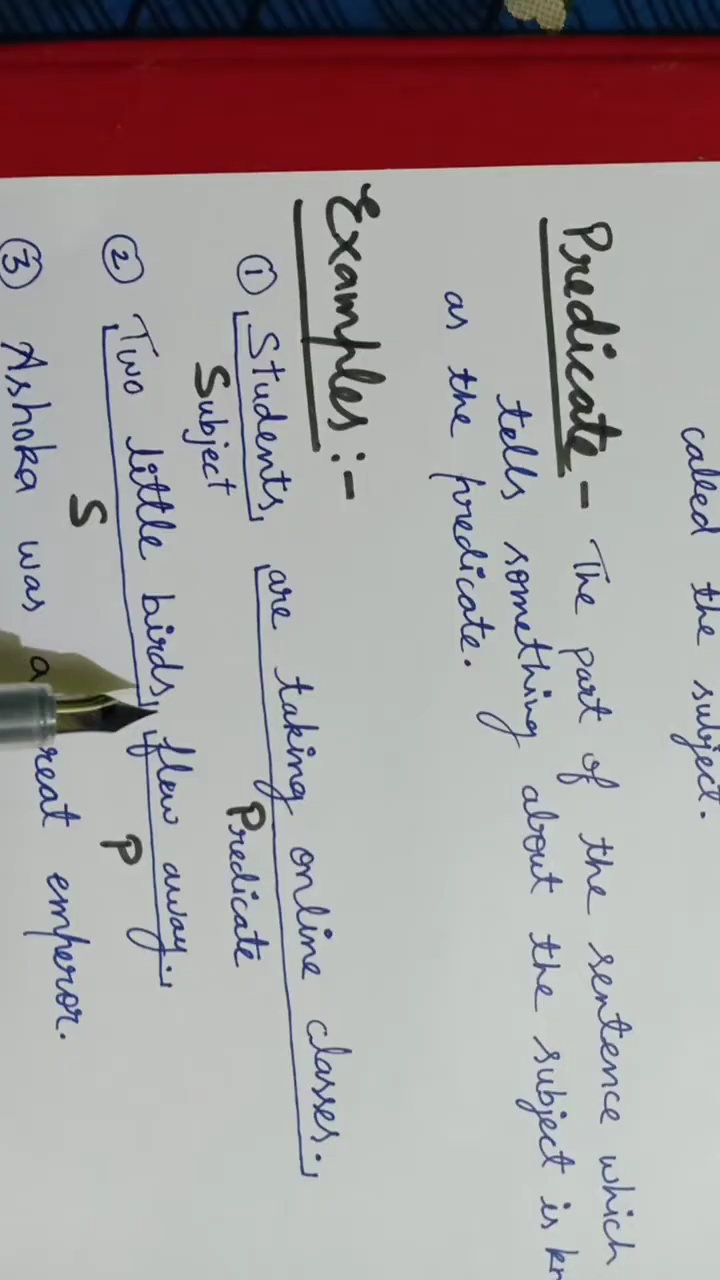 called the subject.
Predicate - The part of the sentence which
tells something about the subject is
as the predicate.
Examples :-
① Students are taking online classes.
Subject Predicate
② Two little birds flew away.
S P
③ Ashoka was a reat emperor.